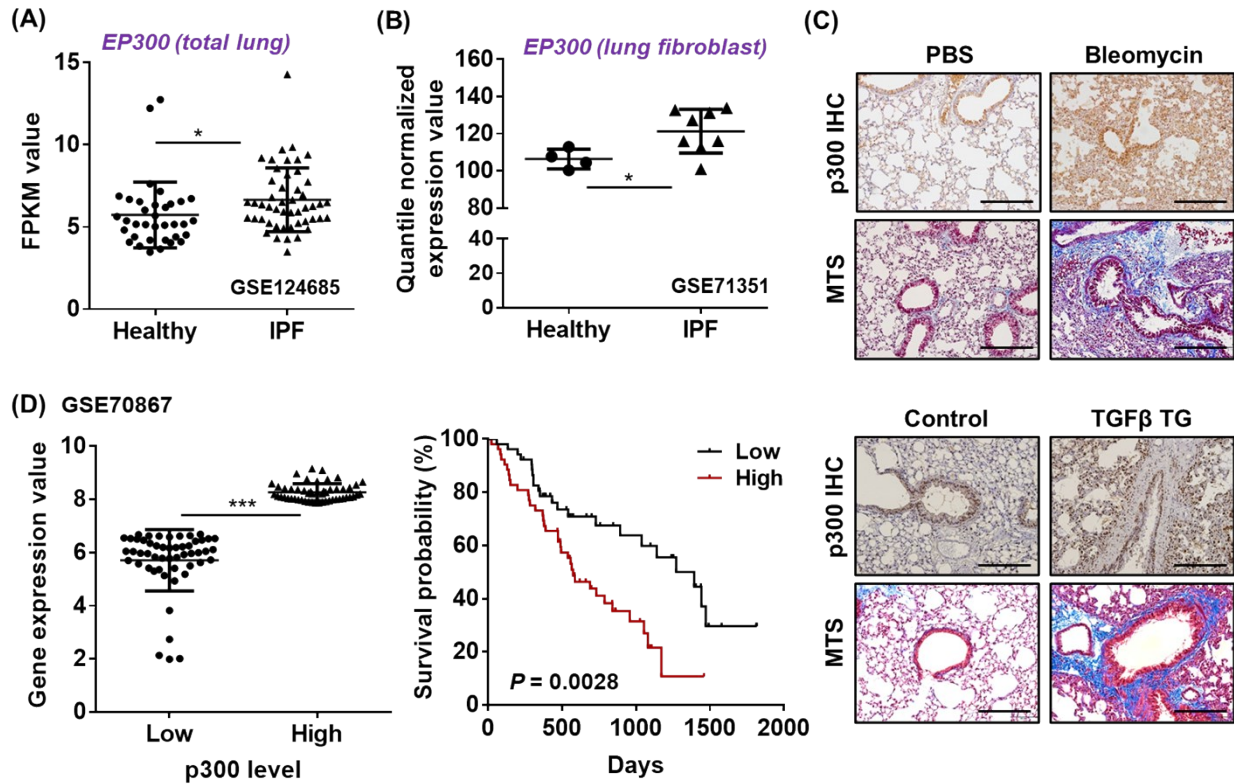 (A)
EP300 (total lung)
FPKM value
15
10
5
0
*
GSE124685
Healthy
IPF
(B)
EP300 (lung fibroblast)
Quantile normalized
expression value
160
140
120
100
80
40
20
0
*
GSE71351
Healthy
IPF
(C)
PBS
Bleomycin
p300 IHC
MTS
Control
TGFβ TG
p300 IHC
MTS
(D)
GSE70867
Gene expression value
10
8
6
4
2
0
***
Low
High
p300 level
Survival probability (%)
100
80
60
40
20
0
Low
High
P = 0.0028
0
500
1000
1500
2000
Days